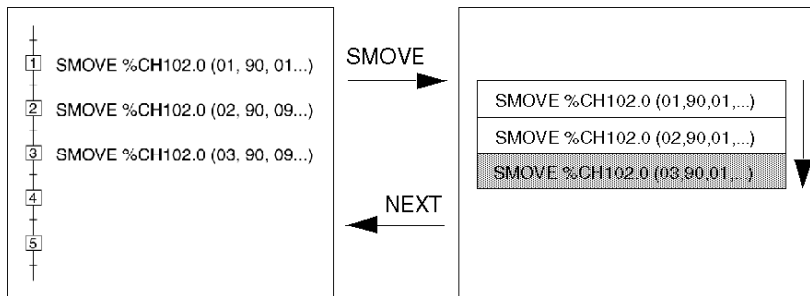 1 SMOVE %CH102.0 (01, 90, 01...)
2 SMOVE %CH102.0 (02, 90, 09...)
3 SMOVE %CH102.0 (03, 90, 09...)
4
5
SMOVE
NEXT
SMOVE %CH102.0 (01,90,01,...)
SMOVE %CH102.0 (02,90,01,...)
SMOVE %CH102.0 (03,90,01,...)